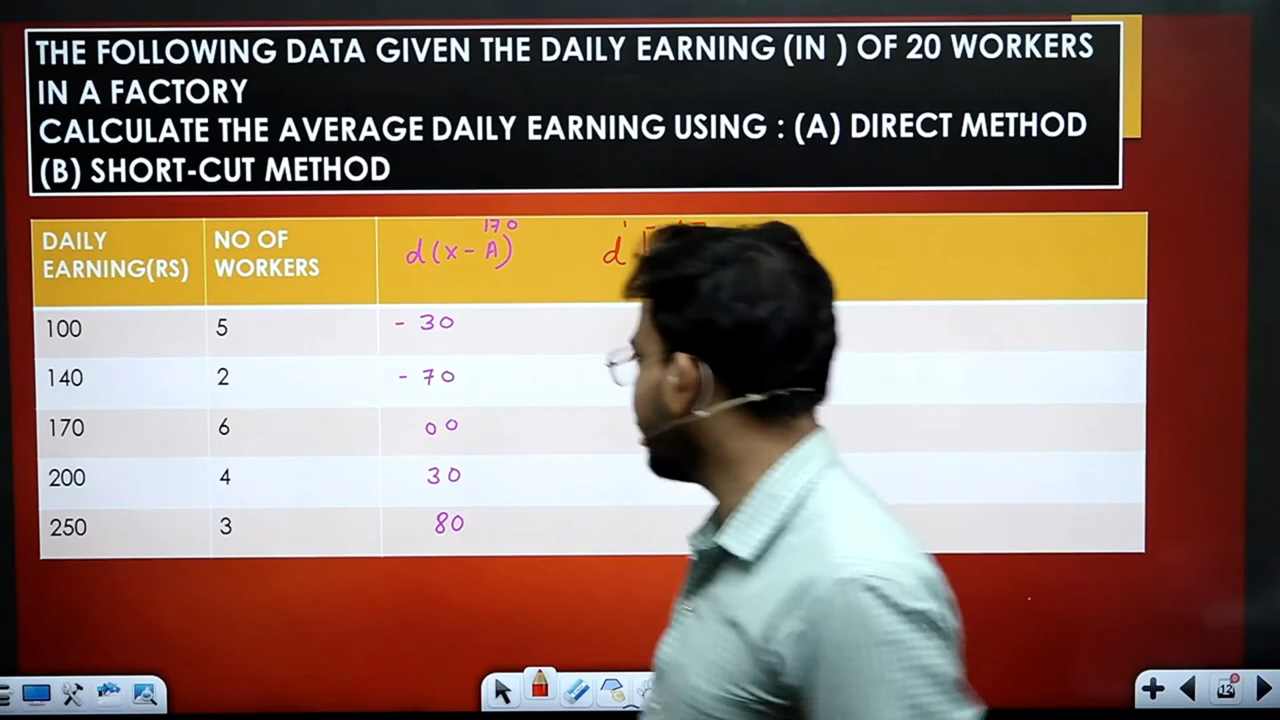 THE FOLLOWING DATA GIVEN THE DAILY EARNING (IN ) OF 20 WORKERS
IN A FACTORY
CALCULATE THE AVERAGE DAILY EARNING USING : (A) DIRECT METHOD
(B) SHORT-CUT METHOD
DAILY EARNING(RS)
NO OF WORKERS
170
d(x-A)
d'
100 5 - 30
140 2 - 70
170 6 00
200 4 30
250 3 80
12